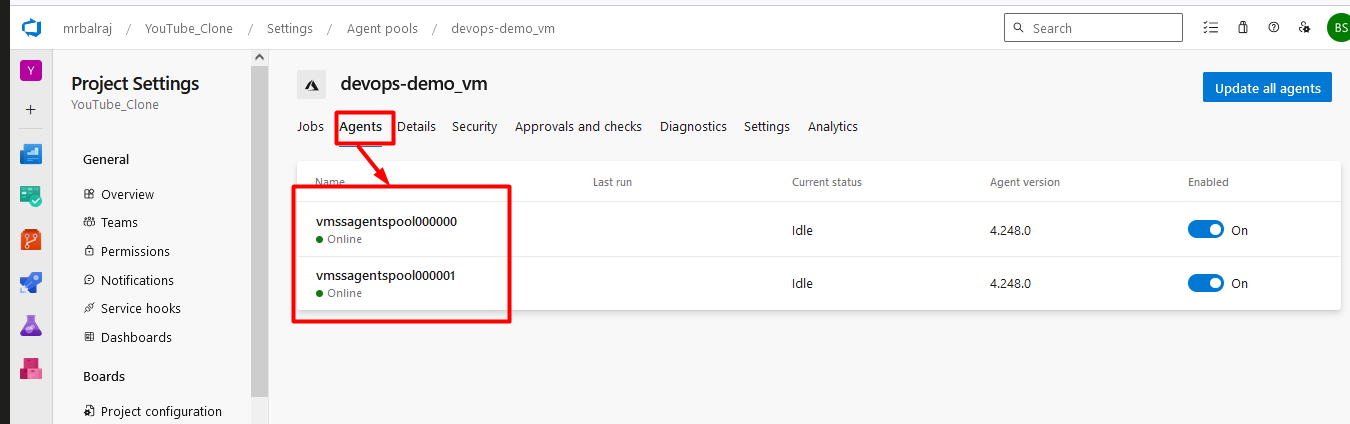 mrbalraj / YouTube_Clone / Settings / Agent pools / devops-demo_vm
Search
BS
Y
Project Settings
YouTube_Clone
General
Overview
Teams
Permissions
Notifications
Service hooks
Dashboards
Boards
Project configuration
devops-demo_vm
Update all agents
Jobs Agents Details Security Approvals and checks Diagnostics Settings Analytics
Name Last run Current status Agent version Enabled
vmssagentspool000000
Online
Idle 4.248.0 On
vmssagentspool000001
Online
Idle 4.248.0 On